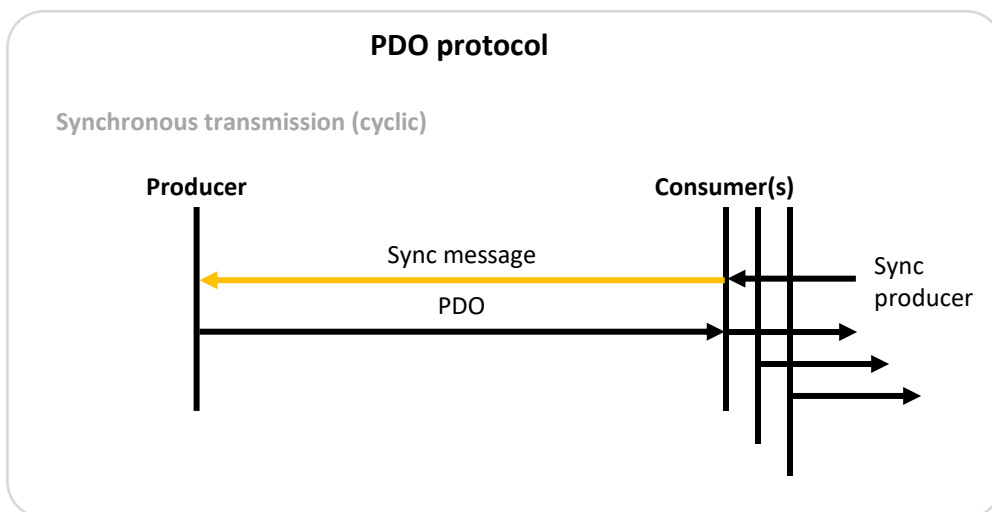 PDO protocol
Synchronous transmission (cyclic)
Producer
Consumer(s)
Sync message
Sync
producer
PDO